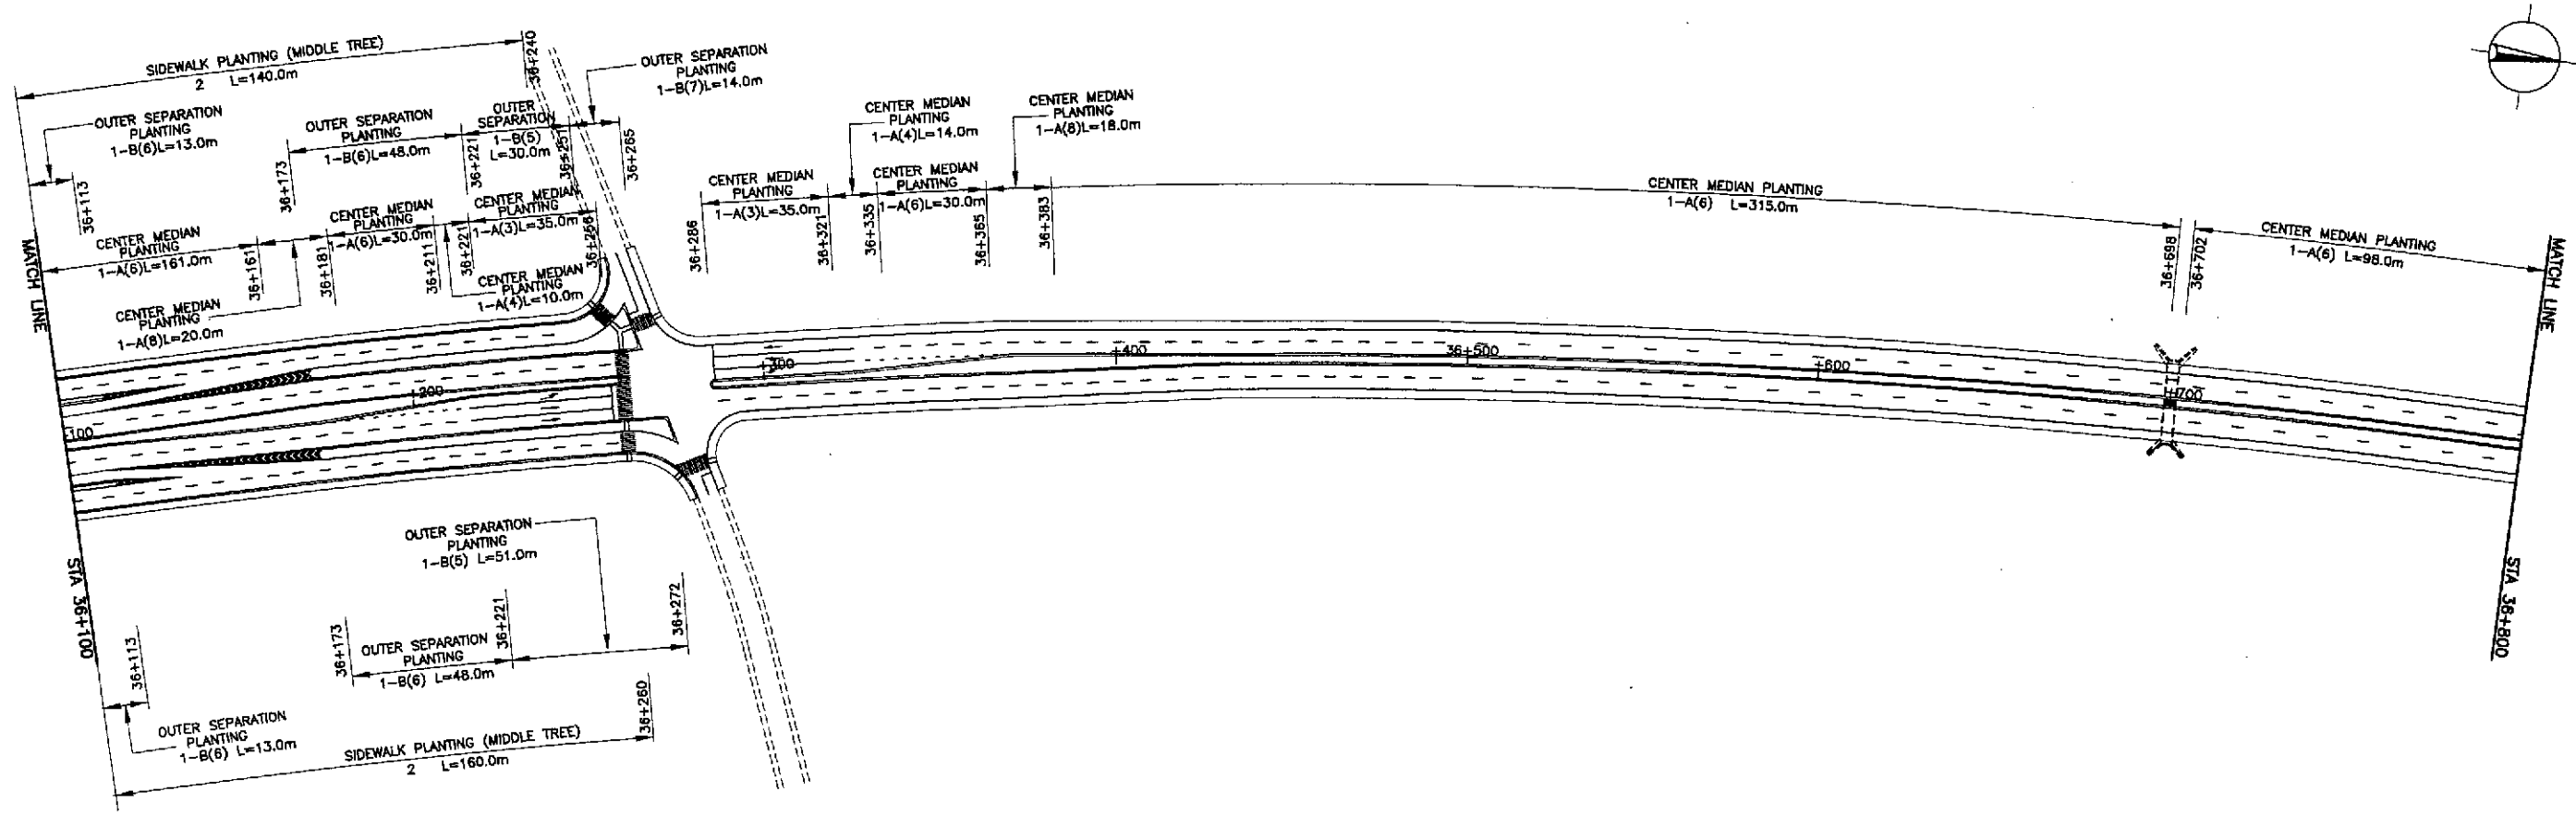 SIDEWALK PLANTING (MIDDLE TREE)
2 L=140.0m
36+240
OUTER SEPARATION
PLANTING
1-B(7)L=14.0m
OUTER SEPARATION
PLANTING
1-B(6)L=13.0m
36+113
36+173
OUTER SEPARATION
PLANTING
1-B(6)L=48.0m
36+221
OUTER
SEPARATION
1-B(5)
L=30.0m
36+251
36+265
CENTER MEDIAN
PLANTING
1-A(6)L=161.0m
36+161
CENTER MEDIAN
PLANTING
1-A(8)L=20.0m
36+181
CENTER MEDIAN
PLANTING
1-A(6)L=30.0m
36+211
36+221
CENTER MEDIAN
PLANTING
1-A(4)L=10.0m
CENTER MEDIAN
PLANTING
1-A(3)L=35.0m
36+256
36+286
CENTER MEDIAN
PLANTING
1-A(3)L=35.0m
36+321
CENTER MEDIAN
PLANTING
1-A(4)L=14.0m
36+335
CENTER MEDIAN
PLANTING
1-A(6)L=30.0m
36+365
CENTER MEDIAN
PLANTING
1-A(8)L=18.0m
36+383
CENTER MEDIAN PLANTING
1-A(6) L=315.0m
36+698
36+702
CENTER MEDIAN PLANTING
1-A(6) L=98.0m
MATCH LINE
STA 36+100
MATCH LINE
STA 36+800
+100
+200
+300
+400
36+500
+600
+700
OUTER SEPARATION
PLANTING
1-B(5) L=51.0m
36+113
36+173
OUTER SEPARATION
PLANTING
1-B(6) L=48.0m
36+221
36+272
OUTER SEPARATION
PLANTING
1-B(6) L=13.0m
SIDEWALK PLANTING (MIDDLE TREE)
2 L=160.0m
36+260